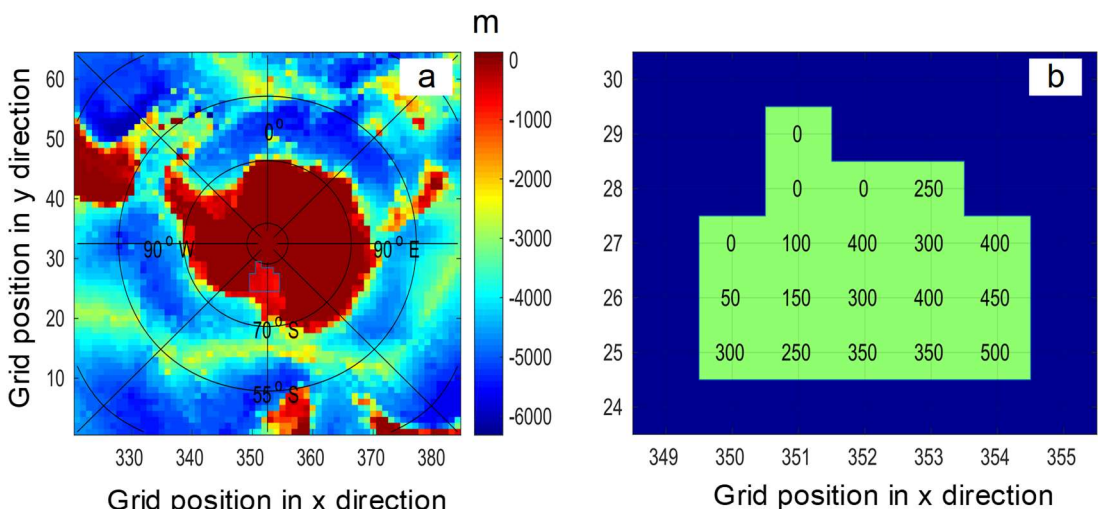 m
a
b
Grid position in y direction
60
50
40
30
20
10
0°
90° W
90° E
70° S
55° S
330 340 350 360 370 380
Grid position in x direction
0
-1000
-2000
-3000
-4000
-5000
-6000
30
29
28
27
26
25
24
0
0 0 250
0 100 400 300 400
50 150 300 400 450
300 250 350 350 500
349 350 351 352 353 354 355
Grid position in x direction